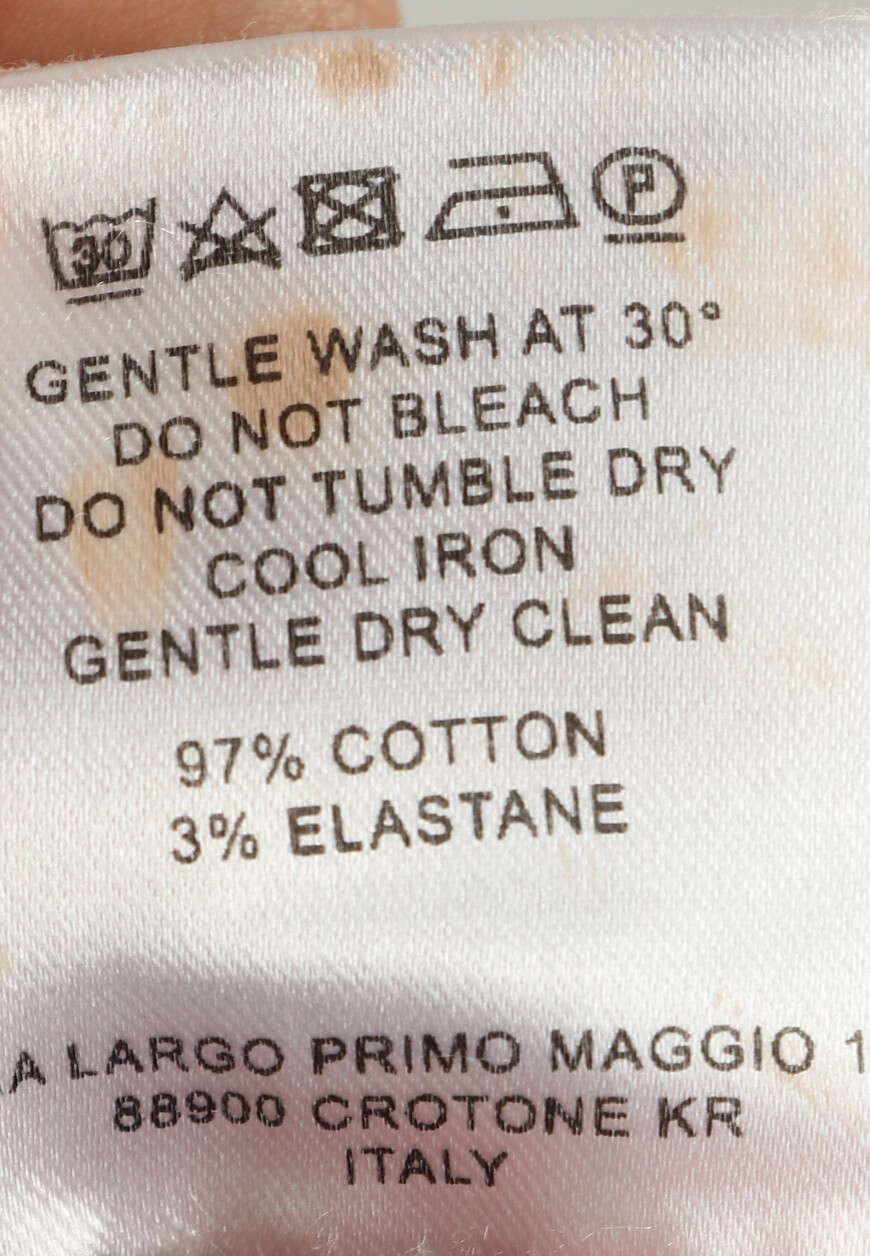 30 P
GENTLE WASH AT 30°
DO NOT BLEACH
DO NOT TUMBLE DRY
COOL IRON
GENTLE DRY CLEAN
97% COTTON
3% ELASTANE
LARGO PRIMO MAGGIO
88900 CROTONE KR
ITALY